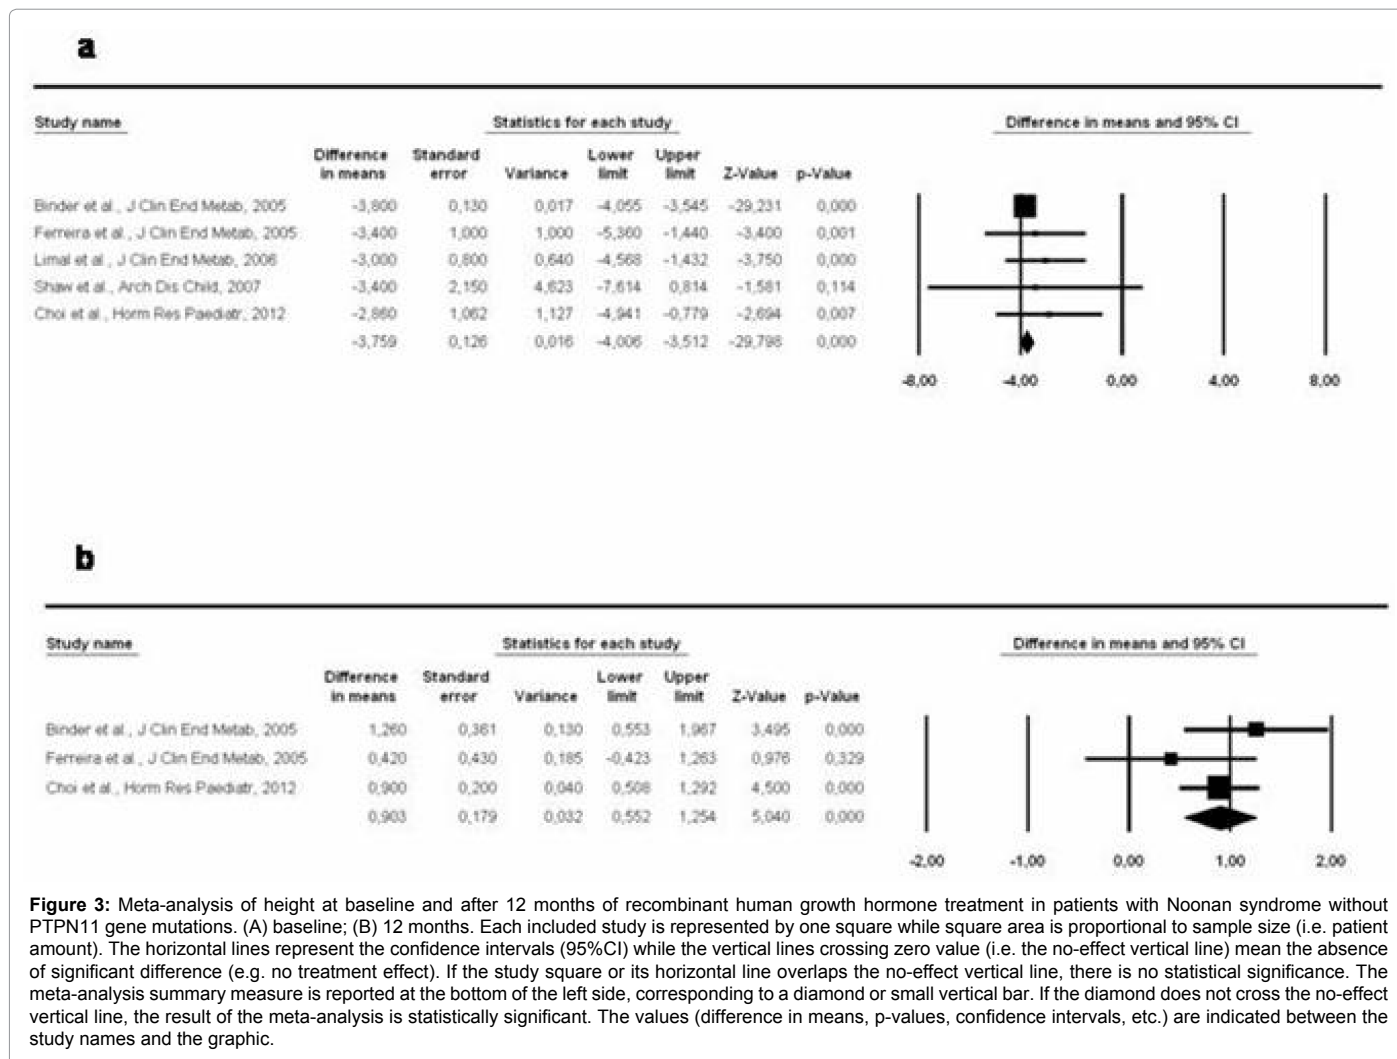 a
Study name Statistics for each study Difference in means and 95% CI
Difference in means Standard error Variance Lower limit Upper limit Z-Value p-Value
Binder et al., J Clin End Metab, 2005 -3,800 0,130 0,017 -4,055 -3,545 -29,231 0,000
Ferreira et al., J Clin End Metab, 2005 -3,400 1,000 1,000 -5,360 -1,440 -3,400 0,001
Limal et al., J Clin End Metab, 2006 -3,000 0,800 0,640 -4,568 -1,432 -3,750 0,000
Shaw et al., Arch Dis Child, 2007 -3,400 2,150 4,623 -7,614 0,814 -1,581 0,114
Choi et al., Horm Res Paediatr, 2012 -2,860 1,062 1,127 -4,941 -0,779 -2,694 0,007
-3,759 0,126 0,016 -4,006 -3,512 -29,798 0,000
-8,00 -4,00 0,00 4,00 8,00
b
Study name Statistics for each study Difference in means and 95% CI
Difference in means Standard error Variance Lower limit Upper limit Z-Value p-Value
Binder et al., J Clin End Metab, 2005 1,260 0,361 0,130 0,553 1,967 3,495 0,000
Ferreira et al., J Clin End Metab, 2005 0,420 0,430 0,185 -0,423 1,263 0,976 0,329
Choi et al., Horm Res Paediatr, 2012 0,900 0,200 0,040 0,508 1,292 4,500 0,000
0,903 0,179 0,032 0,552 1,254 5,040 0,000
-2,00 -1,00 0,00 1,00 2,00
Figure 3: Meta-analysis of height at baseline and after 12 months of recombinant human growth hormone treatment in patients with Noonan syndrome without
PTPN11 gene mutations. (A) baseline; (B) 12 months. Each included study is represented by one square while square area is proportional to sample size (i.e. patient
amount). The horizontal lines represent the confidence intervals (95%CI) while the vertical lines crossing zero value (i.e. the no-effect vertical line) mean the absence
of significant difference (e.g. no treatment effect). If the study square or its horizontal line overlaps the no-effect vertical line, there is no statistical significance. The
meta-analysis summary measure is reported at the bottom of the left side, corresponding to a diamond or small vertical bar. If the diamond does not cross the no-effect
vertical line, the result of the meta-analysis is statistically significant. The values (difference in means, p-values, confidence intervals, etc.) are indicated between the
study names and the graphic.